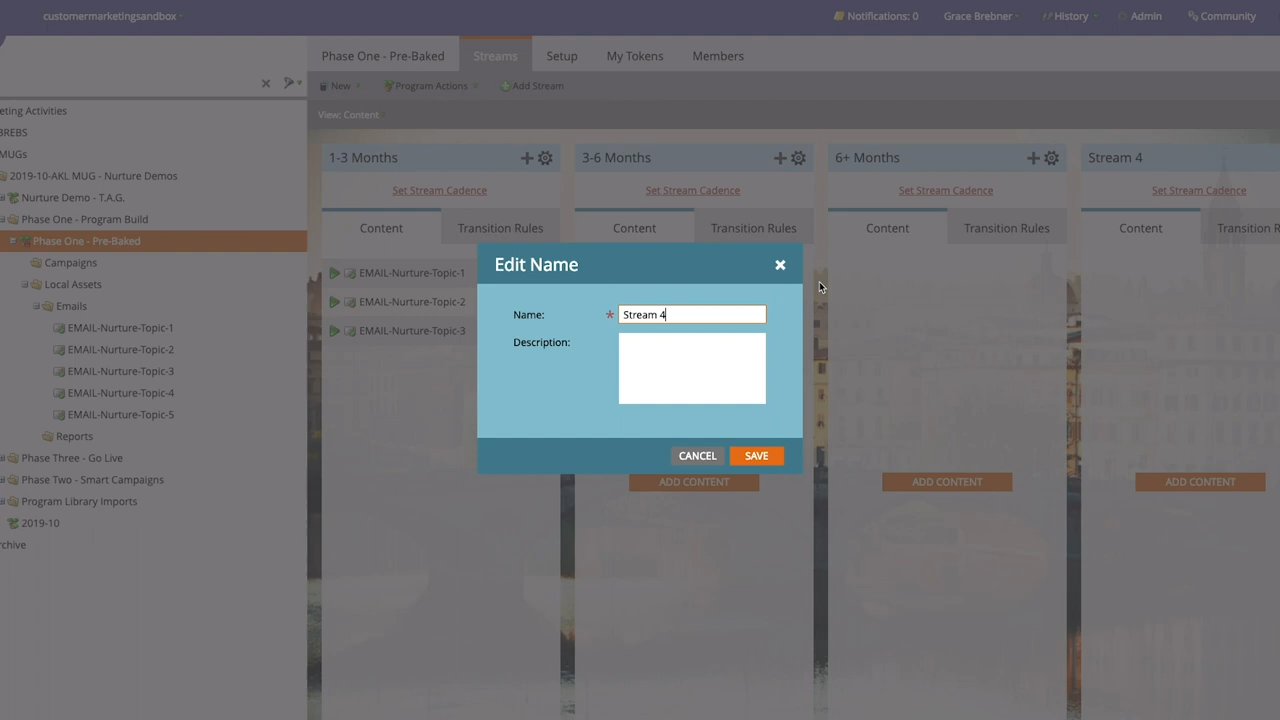 customermarketingsandbox
Notifications: 0
Grace Brebner
History
Admin
Community
Phase One - Pre-Baked
Streams
Setup
My Tokens
Members
New
Program Actions
Add Stream
View: Content
eting Activities
BREBS
MUGs
2019-10-AKL MUG - Nurture Demos
Nurture Demo - T.A.G.
Phase One - Program Build
Phase One - Pre-Baked
Campaigns
Local Assets
Emails
EMAIL-Nurture-Topic-1
EMAIL-Nurture-Topic-2
EMAIL-Nurture-Topic-3
EMAIL-Nurture-Topic-4
EMAIL-Nurture-Topic-5
Reports
Phase Three - Go Live
Phase Two - Smart Campaigns
Program Library Imports
2019-10
rchive
1-3 Months
Set Stream Cadence
Content
Transition Rules
EMAIL-Nurture-Topic-1
EMAIL-Nurture-Topic-2
EMAIL-Nurture-Topic-3
3-6 Months
Set Stream Cadence
Content
Transition Rules
ADD CONTENT
6+ Months
Set Stream Cadence
Content
Transition Rules
ADD CONTENT
Stream 4
Set Stream Cadence
Content
Transition R
ADD CONTENT
Edit Name
Name:
* Stream 4
Description:
CANCEL
SAVE